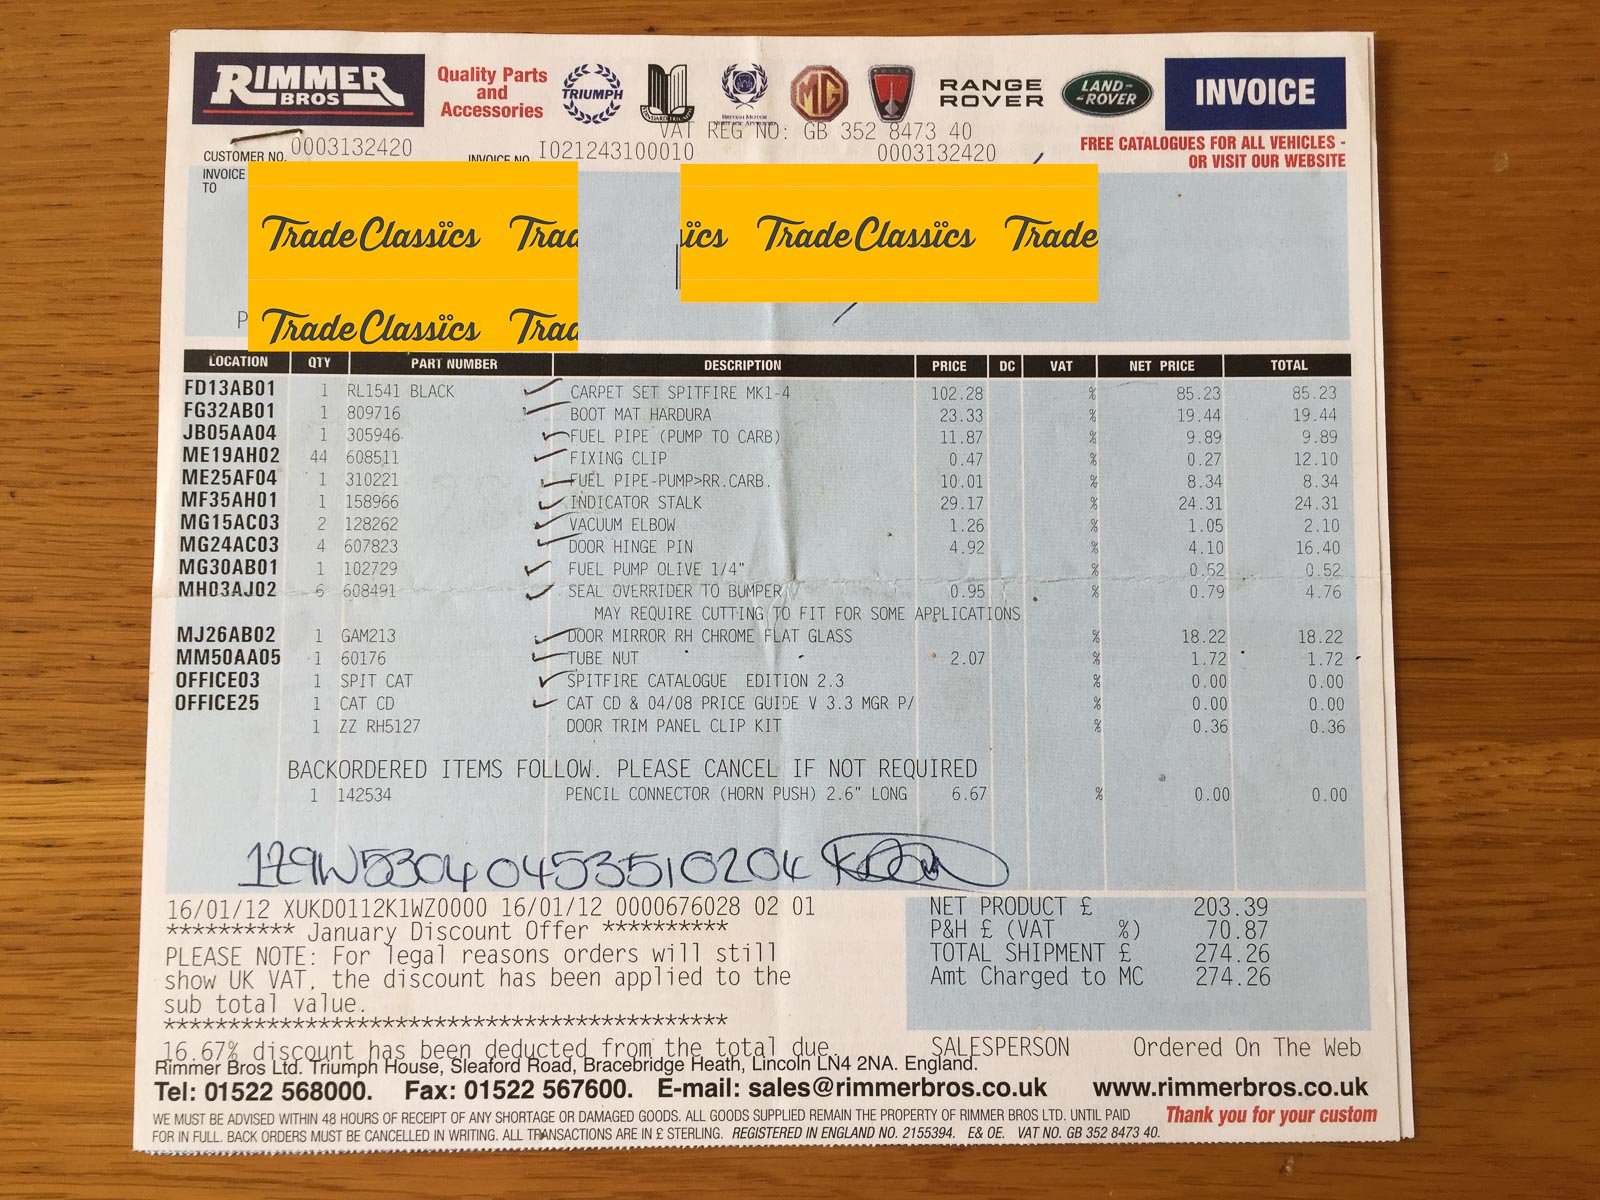 RIMMER BROS
Quality Parts and Accessories
TRIUMPH
STANDARD TRIUMPH
BRITISH MOTOR HERITAGE APPROVED
MG
ROVER
RANGE ROVER
LAND-ROVER
INVOICE
VAT REG NO: GB 352 8473 40
FREE CATALOGUES FOR ALL VEHICLES - OR VISIT OUR WEBSITE
CUSTOMER NO. 0003132420 INVOICE NO I021243100010 0003132420
INVOICE TO
Trade Classics Trad
ics Trade Classics Trade
P
Trade Classics Trad
LOCATION QTY PART NUMBER DESCRIPTION PRICE DC VAT NET PRICE TOTAL
FD13AB01 1 RL1541 BLACK CARPET SET SPITFIRE MK1-4 102.28 % 85.23 85.23
FG32AB01 1 809716 BOOT MAT HARDURA 23.33 % 19.44 19.44
JB05AA04 1 305946 FUEL PIPE (PUMP TO CARB) 11.87 % 9.89 9.89
ME19AH02 44 608511 FIXING CLIP 0.47 % 0.27 12.10
ME25AF04 1 310221 FUEL PIPE-PUMP>RR.CARB. 10.01 % 8.34 8.34
MF35AH01 1 158966 INDICATOR STALK 29.17 % 24.31 24.31
MG15AC03 2 128262 VACUUM ELBOW 1.26 % 1.05 2.10
MG24AC03 4 607823 DOOR HINGE PIN 4.92 % 4.10 16.40
MG30AB01 1 102729 FUEL PUMP OLIVE 1/4" % 0.52 0.52
MH03AJ02 6 608491 SEAL OVERRIDER TO BUMPER 0.95 % 0.79 4.76
MAY REQUIRE CUTTING TO FIT FOR SOME APPLICATIONS
MJ26AB02 1 GAM213 DOOR MIRROR RH CHROME FLAT GLASS % 18.22 18.22
MM50AA05 1 60176 TUBE NUT 2.07 % 1.72 1.72
OFFICE03 1 SPIT CAT SPITFIRE CATALOGUE EDITION 2.3 % 0.00 0.00
OFFICE25 1 CAT CD CAT CD & 04/08 PRICE GUIDE V 3.3 MGR P/ % 0.00 0.00
1 ZZ RH5127 DOOR TRIM PANEL CLIP KIT % 0.36 0.36
BACKORDERED ITEMS FOLLOW. PLEASE CANCEL IF NOT REQUIRED
1 142534 PENCIL CONNECTOR (HORN PUSH) 2.6" LONG 6.67 % 0.00 0.00
129W5304 0453510204
16/01/12 XUKD0112K1WZ0000 16/01/12 0000676028 02 01
********** January Discount Offer **********
PLEASE NOTE: For legal reasons orders will still
show UK VAT, the discount has been applied to the
sub total value.
********************************************
16.67% discount has been deducted from the total due
NET PRODUCT £ 203.39
P&H £ (VAT %) 70.87
TOTAL SHIPMENT £ 274.26
Amt Charged to MC 274.26
SALESPERSON Ordered On The Web
Rimmer Bros Ltd. Triumph House, Sleaford Road, Bracebridge Heath, Lincoln LN4 2NA. England.
Tel: 01522 568000. Fax: 01522 567600. E-mail: sales@rimmerbros.co.uk www.rimmerbros.co.uk
WE MUST BE ADVISED WITHIN 48 HOURS OF RECEIPT OF ANY SHORTAGE OR DAMAGED GOODS. ALL GOODS SUPPLIED REMAIN THE PROPERTY OF RIMMER BROS LTD. UNTIL PAID
FOR IN FULL. BACK ORDERS MUST BE CANCELLED IN WRITING. ALL TRANSACTIONS ARE IN £ STERLING. REGISTERED IN ENGLAND NO. 2155394. E& OE. VAT NO. GB 352 8473 40.
Thank you for your custom